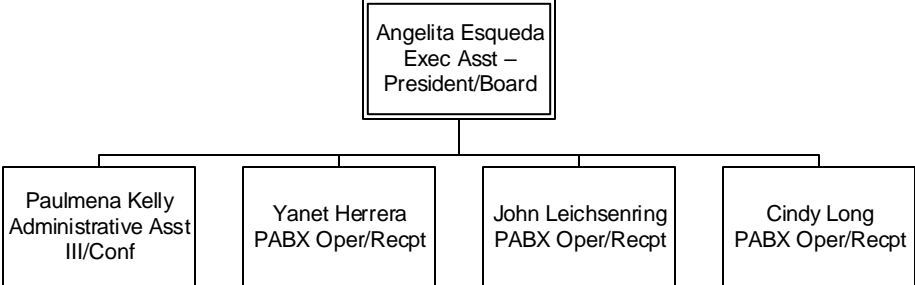 Angelita Esqueda
Exec Asst –
President/Board
Paulmena Kelly
Administrative Asst
III/Conf
Yanet Herrera
PABX Oper/Recpt
John Leichsenring
PABX Oper/Recpt
Cindy Long
PABX Oper/Recpt